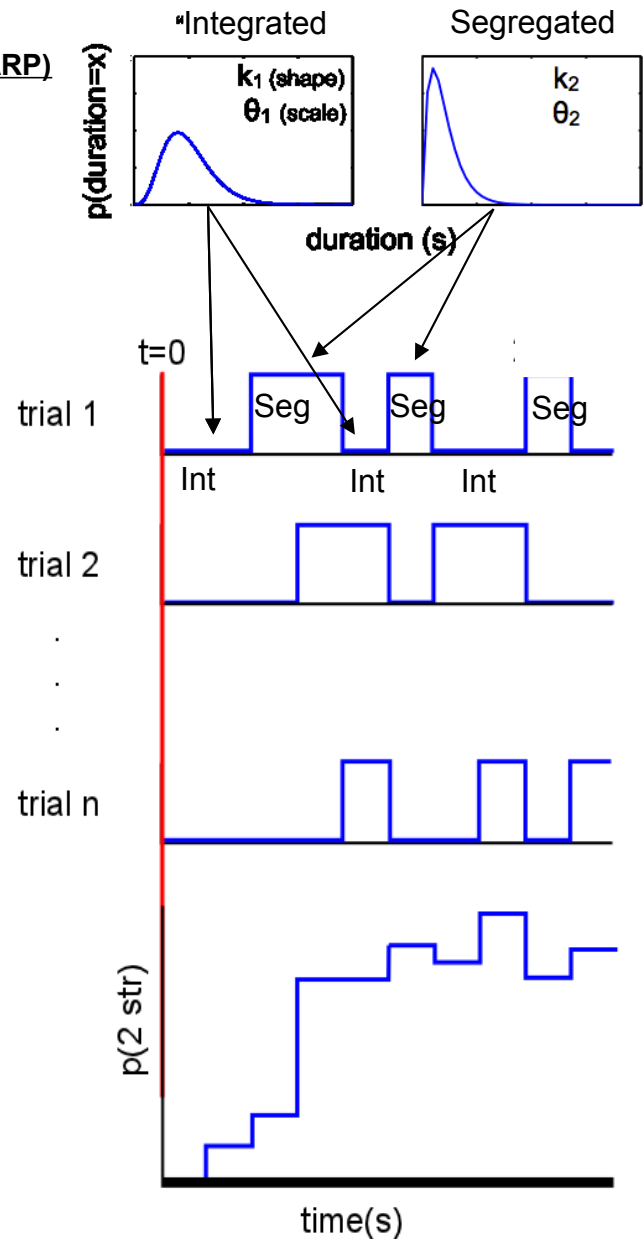 "Integrated
Segregated
ARP)
p(duration=x)
k1 (shape)
θ1 (scale)
k2
θ2
duration (s)
t=0
trial 1
Seg
Seg
Seg
Int
Int
Int
trial 2
.
.
.
trial n
p(2 str)
time(s)